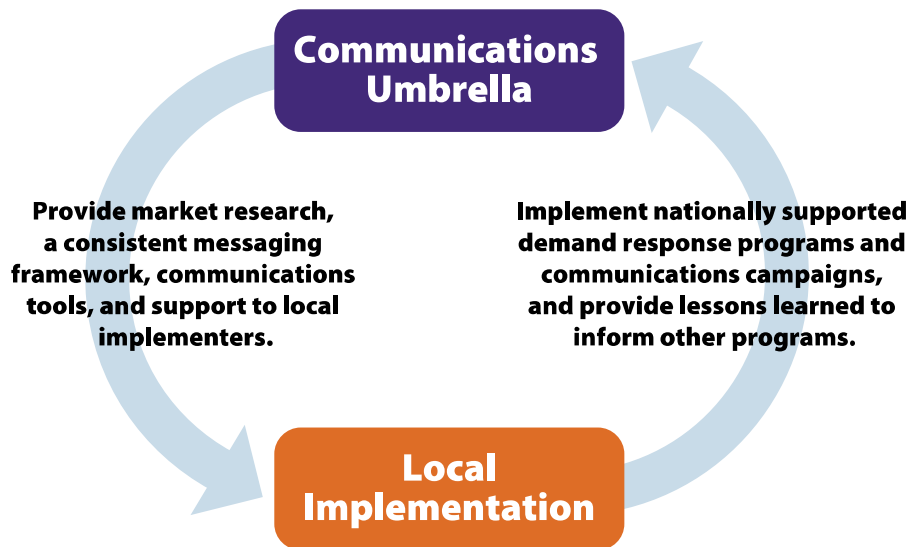 Communications
Umbrella
Provide market research,
a consistent messaging
framework, communications
tools, and support to local
implementers.
Implement nationally supported
demand response programs and
communications campaigns,
and provide lessons learned to
inform other programs.
Local
Implementation